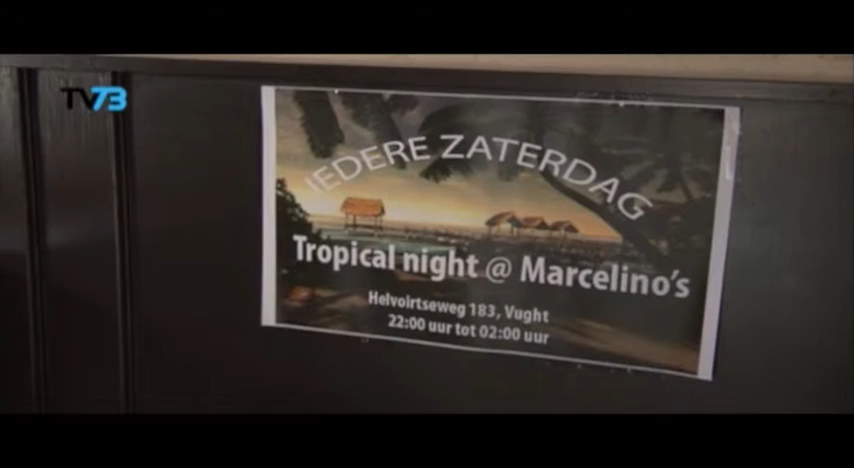 TV73
IEDERE ZATERDAG
Tropical night @ Marcelino's
Helvoirtseweg 183, Vught
22:00 uur tot 02:00 uur